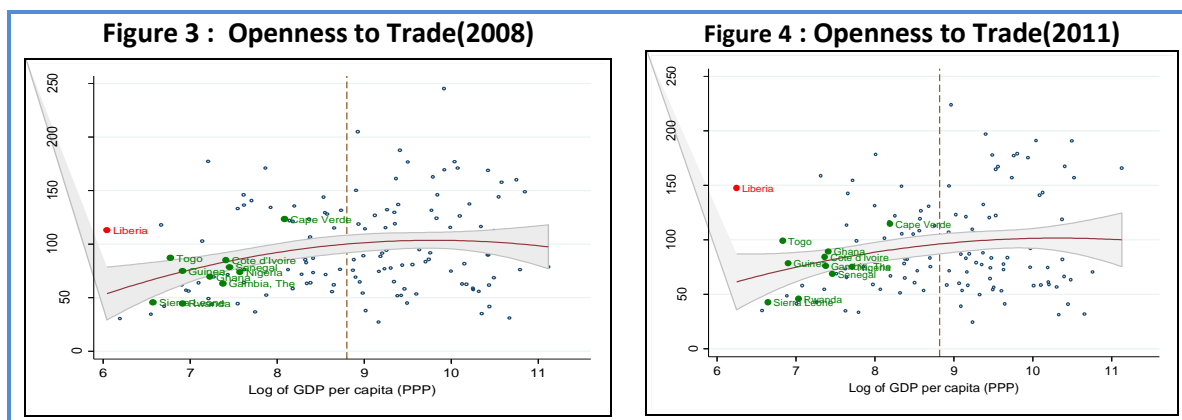 Figure 3 : Openness to Trade(2008)
250
200
150
100
50
0
Liberia
Cape Verde
Togo
Cote d'Ivoire
Senegal
Guinea
Nigeria
Ghana
Gambia, The
Sierra Leone
Rwanda
6 7 8 9 10 11
Log of GDP per capita (PPP)
Figure 4 : Openness to Trade(2011)
250
200
150
100
50
0
Liberia
Cape Verde
Togo
Ghana
Cote d'Ivoire
Guinea
Gambia, The
Nigeria
Senegal
Rwanda
Sierra Leone
6 7 8 9 10 11
Log of GDP per capita (PPP)